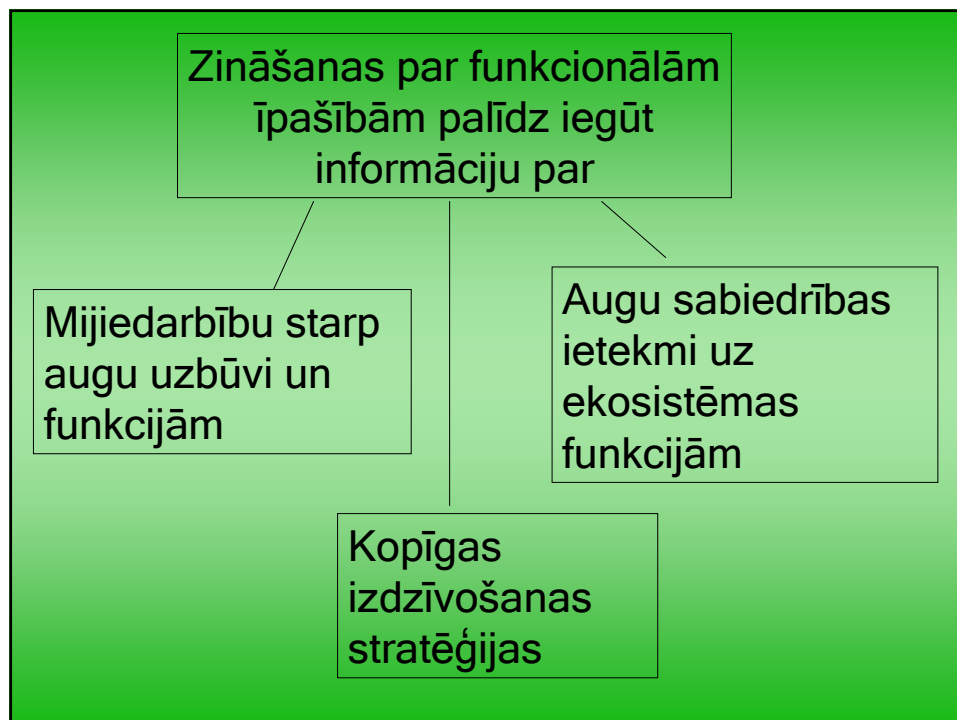 Zināšanas par funkcionālām
īpašībām palīdz iegūt
informāciju par
Mijiedarbību starp
augu uzbūvi un
funkcijām
Augu sabiedrības
ietekmi uz
ekosistēmas
funkcijām
Kopīgas
izdzīvošanas
stratēģijas